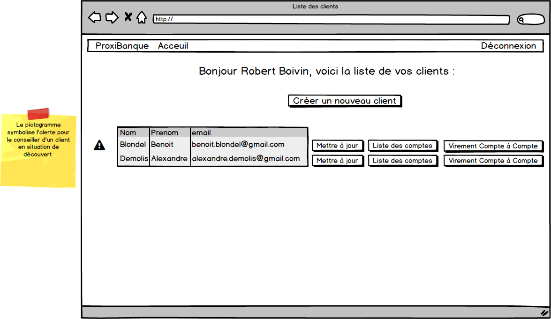 Liste des clients
http://
ProxiBanque Acceuil Déconnexion
Bonjour Robert Boivin, voici la liste de vos clients :
Créer un nouveau client
Le pictogramme
symbolise l'alerte pour
le conseiller d'un client
en situation de
découvert
Nom Prenom email
Blondel Benoit benoit.blondel@gmail.com Mettre à jour Liste des comptes Virement Compte à Compte
Demolis Alexandre alexandre.demolis@gmail.com Mettre à jour Liste des comptes Virement Compte à Compte